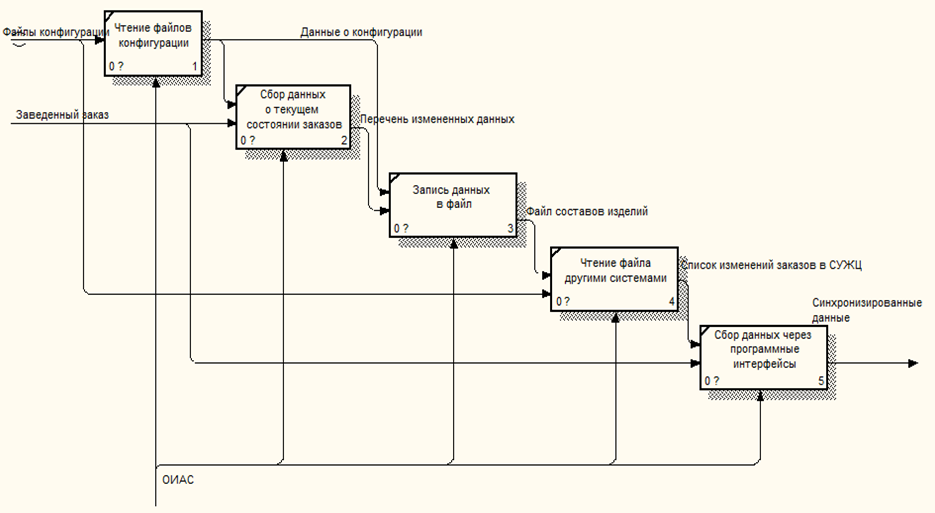 Файлы конфигурации
Чтение файлов
конфигурации
0 ?
1
Данные о конфигурации
Заведенный заказ
Сбор данных
о текущем
состоянии заказов
0 ?
2
Перечень измененных данных
Запись данных
в файл
0 ?
3
Файл составов изделий
Чтение файла
другими системами
0 ?
4
Список изменений заказов в СУЖЦ
Синхронизированные
данные
Сбор данных через
программные
интерфейсы
0 ?
5
ОИАС